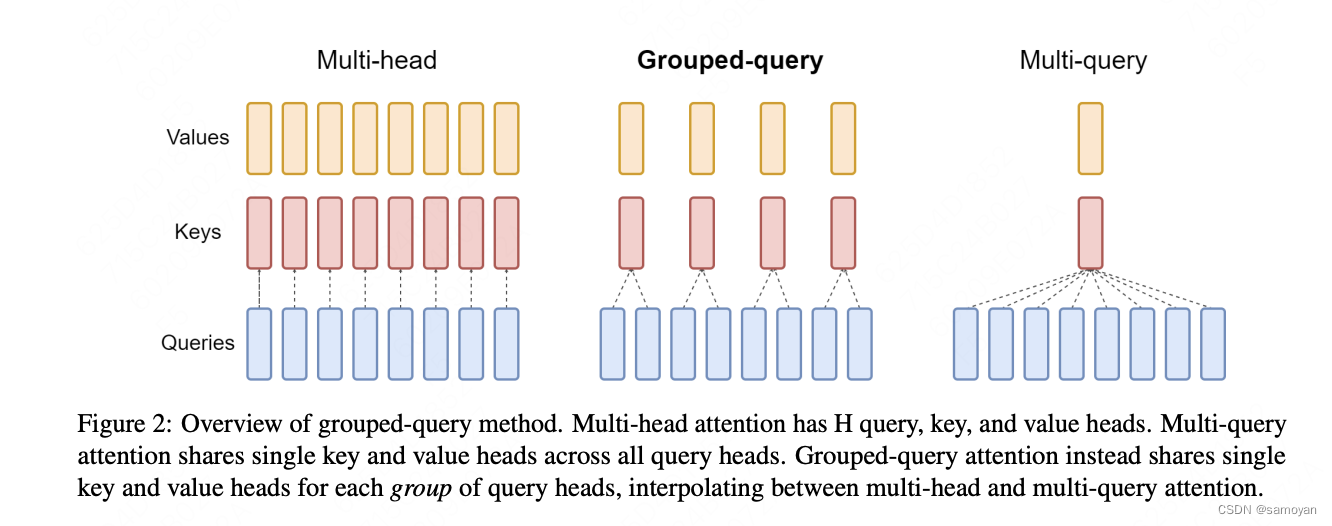 Multi-head
Grouped-query
Multi-query
Values
Keys
Queries
Figure 2: Overview of grouped-query method. Multi-head attention has H query, key, and value heads. Multi-query
attention shares single key and value heads across all query heads. Grouped-query attention instead shares single
key and value heads for each group of query heads, interpolating between multi-head and multi-query attention.
CSDN @samoyan